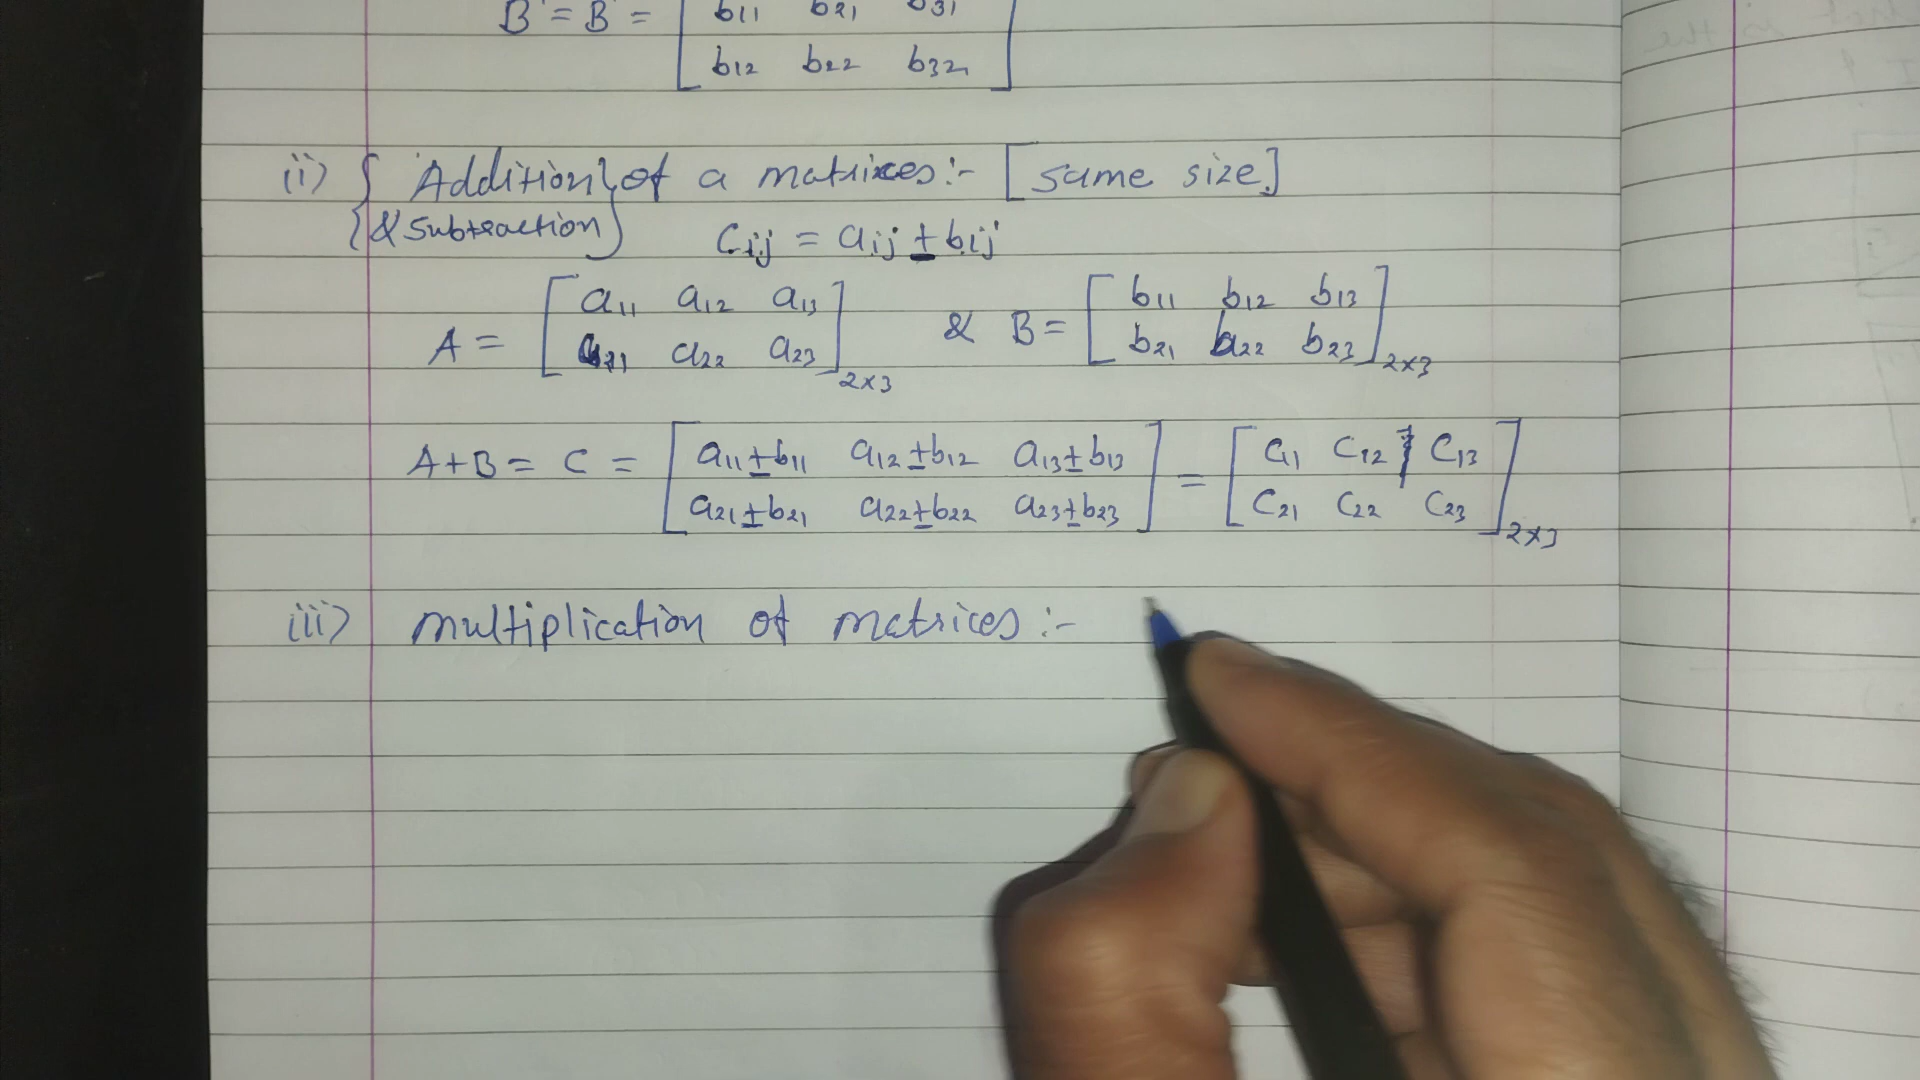 B' = B' = [ b11 b21 b31
b12 b22 b32 ]
ii) { Addition} of a matrixces:- [same size]
{& Subtraction}
Cij = aij ± bij
A = [ a11 a12 a13
a21 a22 a23 ]2×3
& B = [ b11 b12 b13
b21 b22 b23 ]2×3
A+B = C = [ a11±b11 a12±b12 a13±b13
a21±b21 a22±b22 a23±b23 ] = [ C11 C12 C13
C21 C22 C23 ]2×3
iii) multiplication of matrices :-